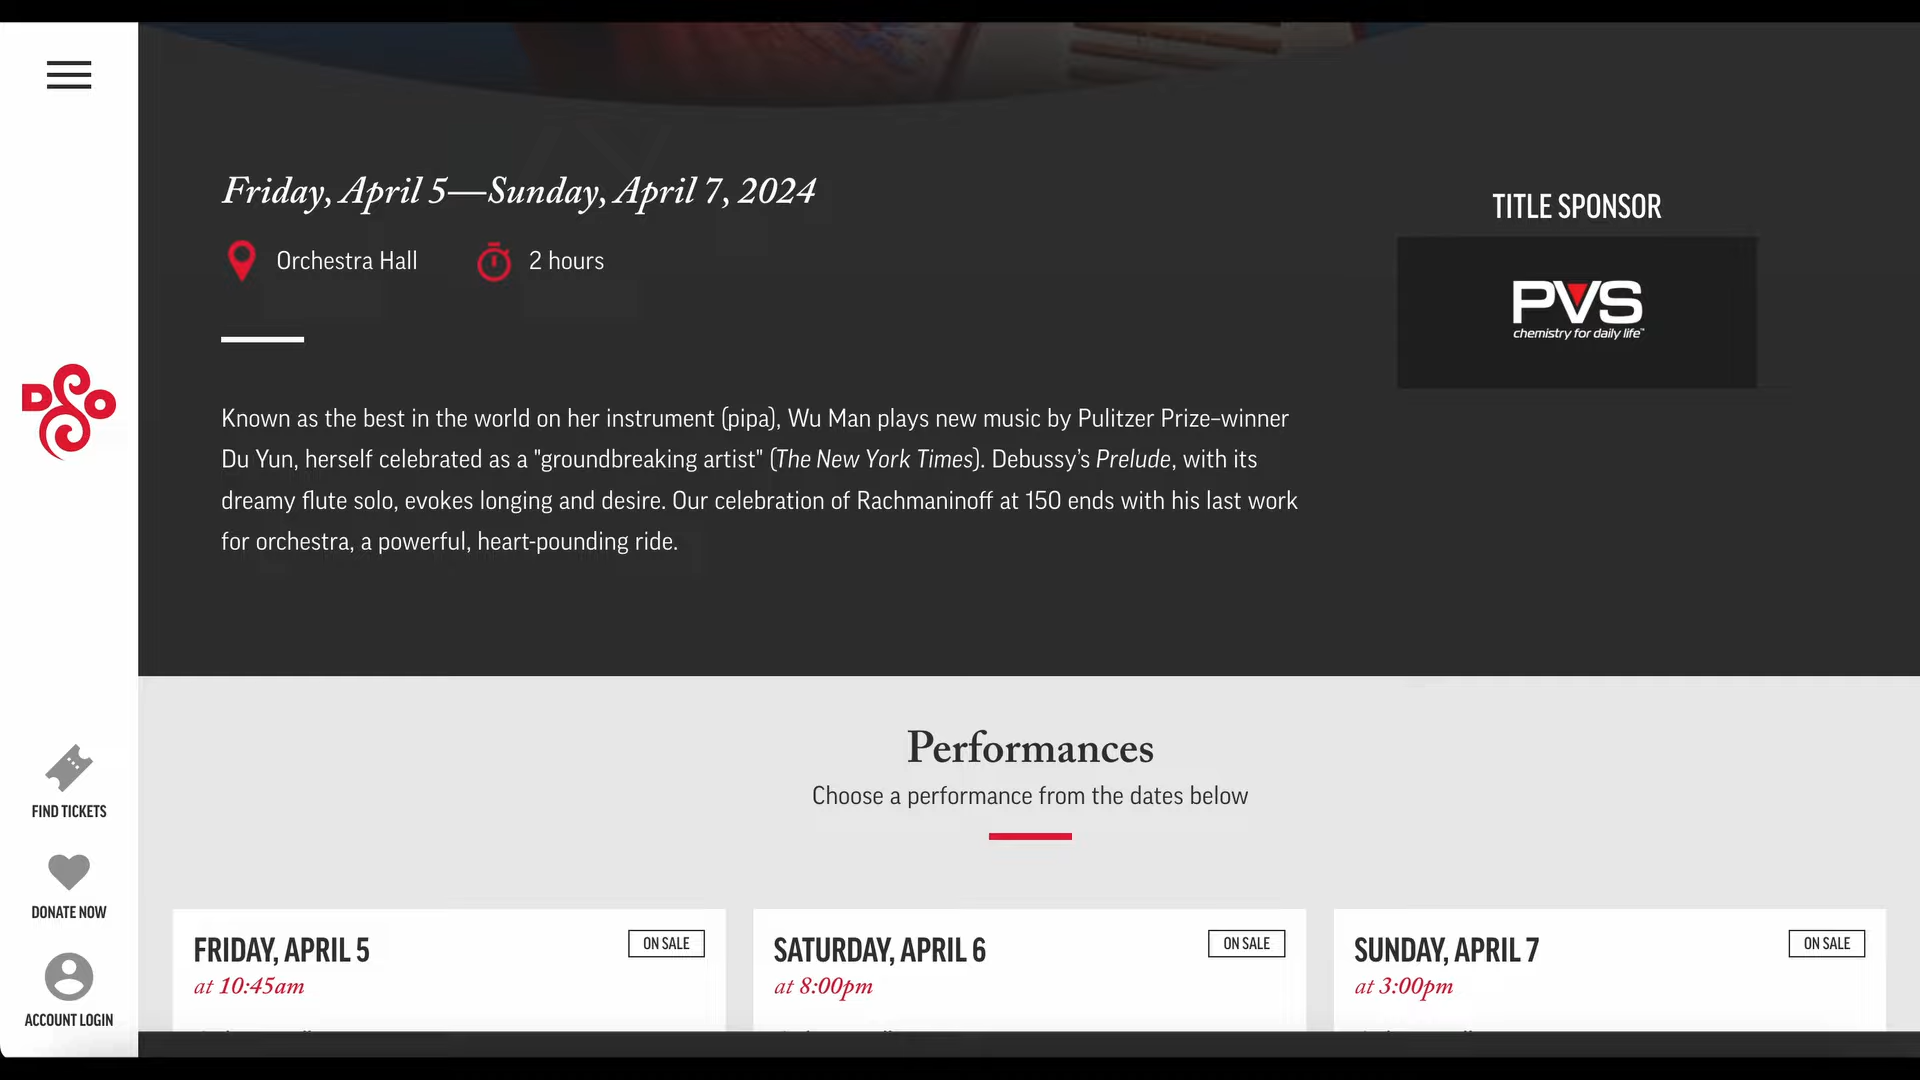 Friday, April 5—Sunday, April 7, 2024
Orchestra Hall
2 hours
TITLE SPONSOR
PVS
chemistry for daily life™
DSO
Known as the best in the world on her instrument (pipa), Wu Man plays new music by Pulitzer Prize–winner
Du Yun, herself celebrated as a "groundbreaking artist" (The New York Times). Debussy’s Prelude, with its
dreamy flute solo, evokes longing and desire. Our celebration of Rachmaninoff at 150 ends with his last work
for orchestra, a powerful, heart-pounding ride.
Performances
Choose a performance from the dates below
FIND TICKETS
DONATE NOW
ACCOUNT LOGIN
FRIDAY, APRIL 5
ON SALE
at 10:45am
SATURDAY, APRIL 6
ON SALE
at 8:00pm
SUNDAY, APRIL 7
ON SALE
at 3:00pm